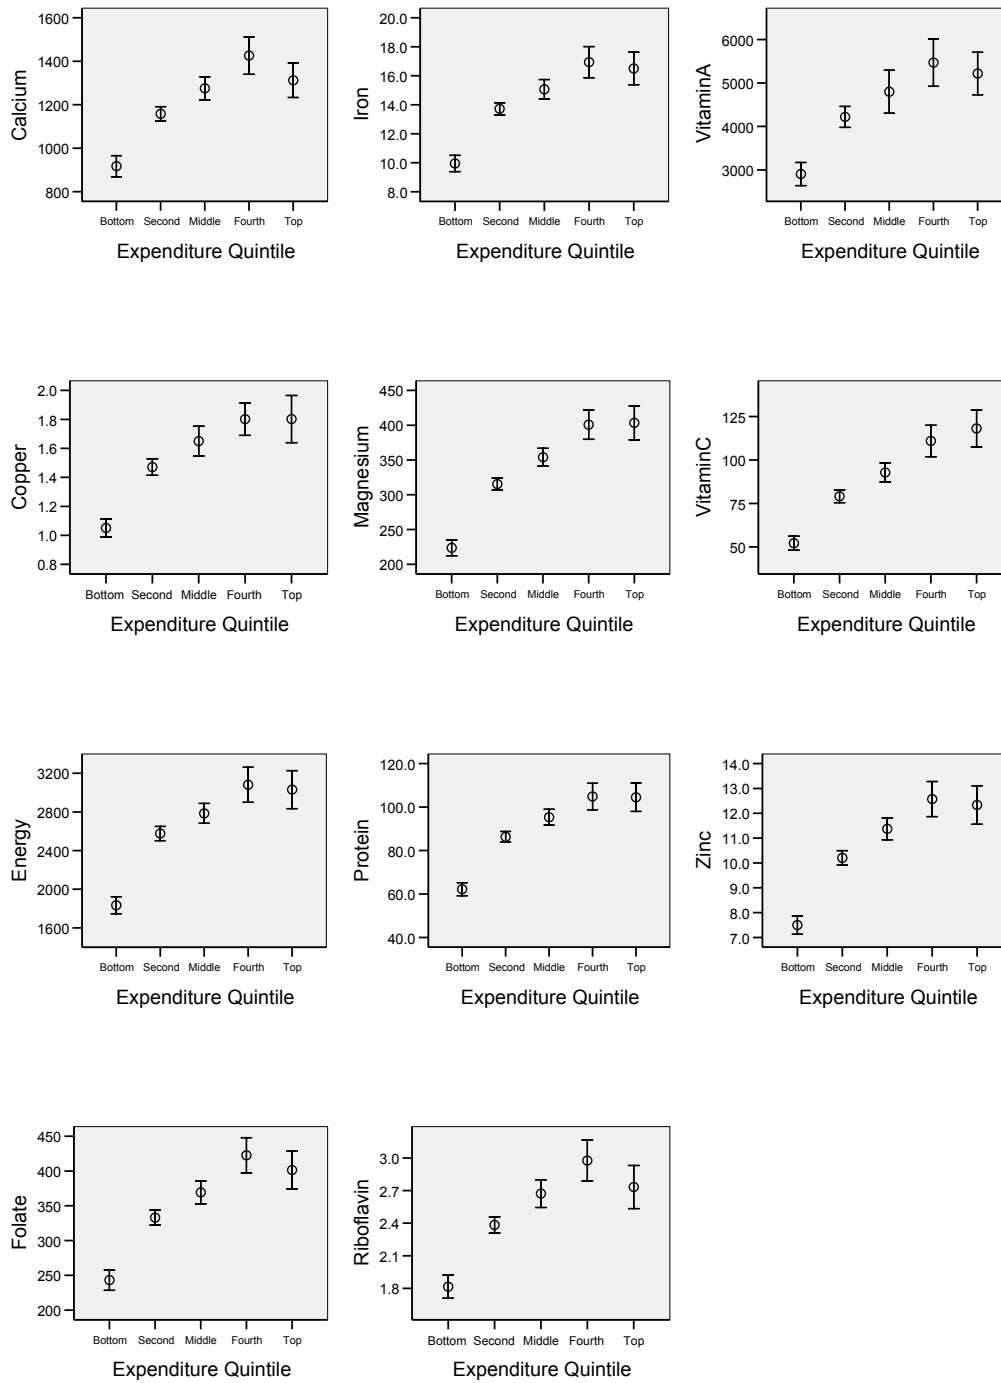 Calcium
1600
1400
1200
1000
800
Bottom Second Middle Fourth Top
Expenditure Quintile
Iron
20.0
18.0
16.0
14.0
12.0
10.0
8.0
Bottom Second Middle Fourth Top
Expenditure Quintile
VitaminA
6000
5000
4000
3000
Bottom Second Middle Fourth Top
Expenditure Quintile
Copper
2.0
1.8
1.6
1.4
1.2
1.0
0.8
Bottom Second Middle Fourth Top
Expenditure Quintile
Magnesium
450
400
350
300
250
200
Bottom Second Middle Fourth Top
Expenditure Quintile
VitaminC
125
100
75
50
Bottom Second Middle Fourth Top
Expenditure Quintile
Energy
3200
2800
2400
2000
1600
Bottom Second Middle Fourth Top
Expenditure Quintile
Protein
120.0
100.0
80.0
60.0
40.0
Bottom Second Middle Fourth Top
Expenditure Quintile
Zinc
14.0
13.0
12.0
11.0
10.0
9.0
8.0
7.0
Bottom Second Middle Fourth Top
Expenditure Quintile
Folate
450
400
350
300
250
200
Bottom Second Middle Fourth Top
Expenditure Quintile
Riboflavin
3.0
2.7
2.4
2.1
1.8
Bottom Second Middle Fourth Top
Expenditure Quintile